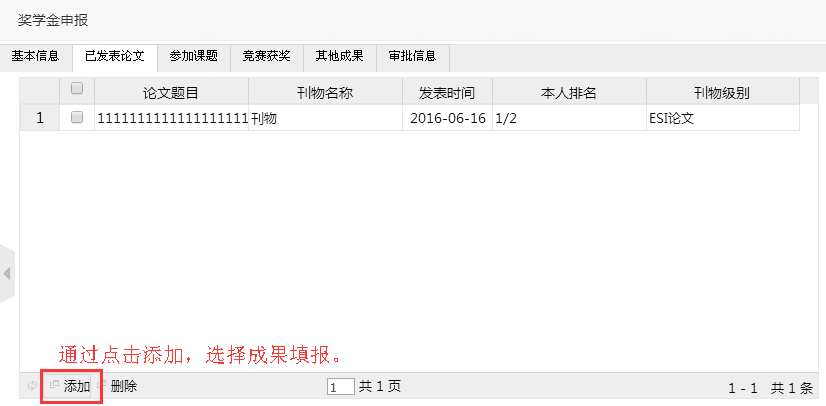 奖学金申报
基本信息 已发表论文 参加课题 竞赛获奖 其他成果 审批信息
论文题目 刊物名称 发表时间 本人排名 刊物级别
1 1111111111111111111 刊物 2016-06-16 1/2 ESI论文
通过点击添加，选择成果填报。
添加 删除 1 共 1 页 1 - 1 共 1 条